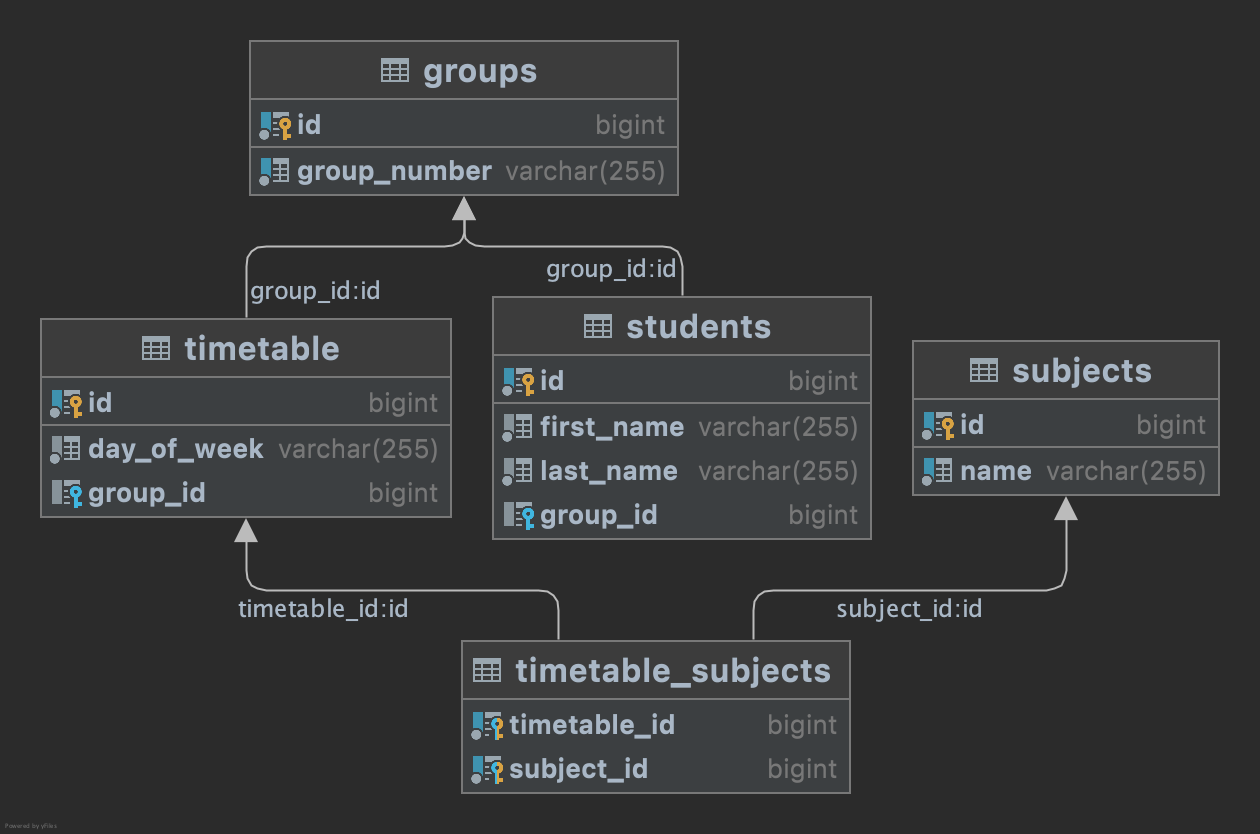 groups
id bigint
group_number varchar(255)
group_id:id
group_id:id
timetable
id bigint
day_of_week varchar(255)
group_id bigint
students
id bigint
first_name varchar(255)
last_name varchar(255)
group_id bigint
subjects
id bigint
name varchar(255)
timetable_id:id
subject_id:id
timetable_subjects
timetable_id bigint
subject_id bigint
Powered by yFiles